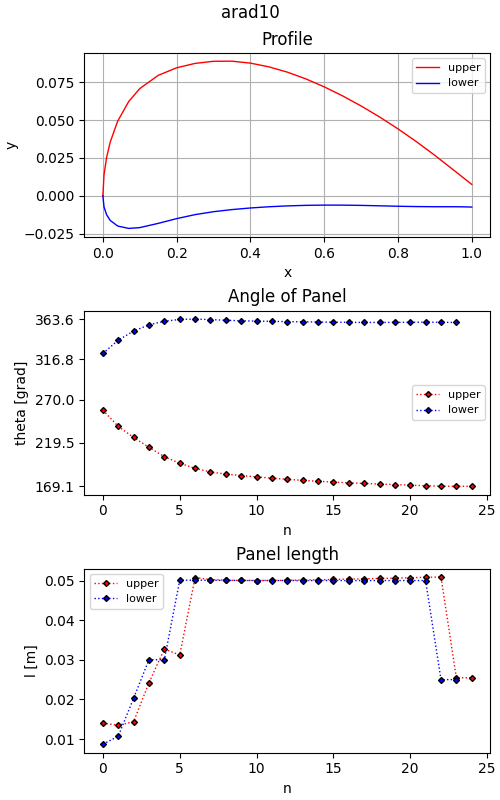 arad10
Profile
0.075
0.050
0.025
0.000
−0.025
y
upper
lower
0.0 0.2 0.4 0.6 0.8 1.0
x
Angle of Panel
363.6
316.8
270.0
219.5
169.1
theta [grad]
upper
lower
0 5 10 15 20 25
n
Panel length
0.05
0.04
0.03
0.02
0.01
l [m]
upper
lower
0 5 10 15 20 25
n